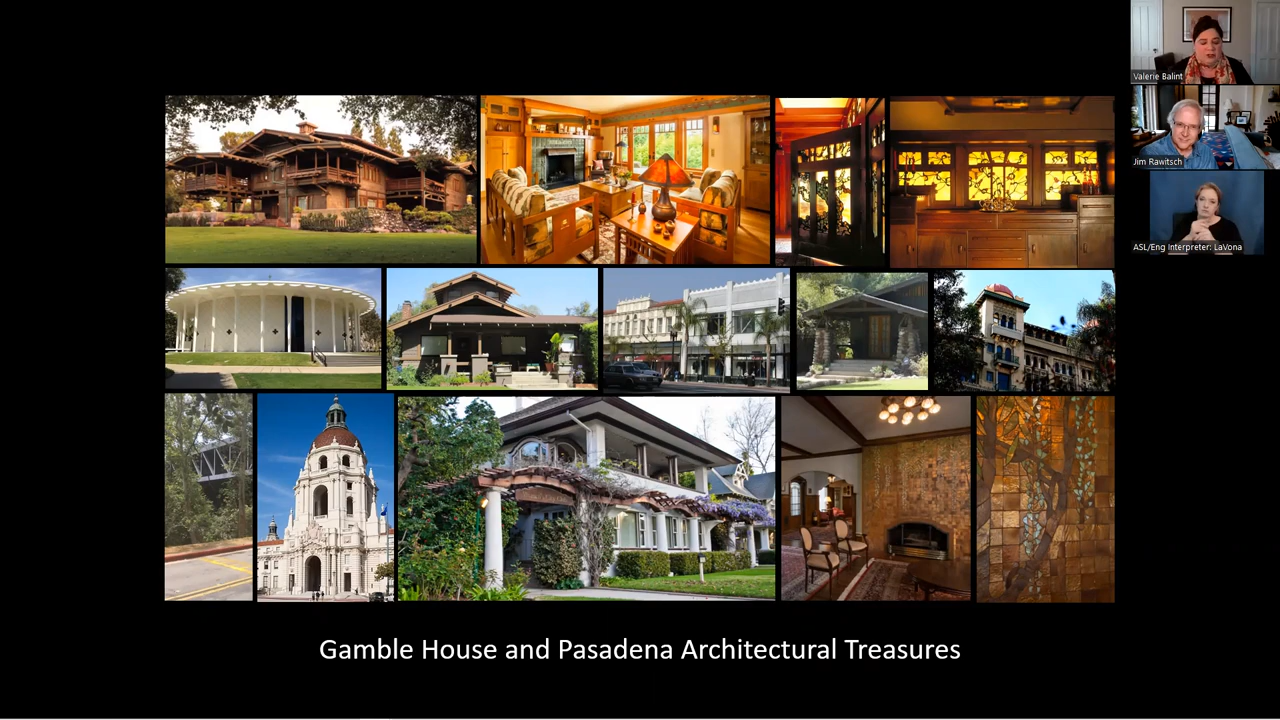 Valerie Balint
Jim Rawitsch
ASL/Eng Interpreter: LaVona
Gamble House and Pasadena Architectural Treasures